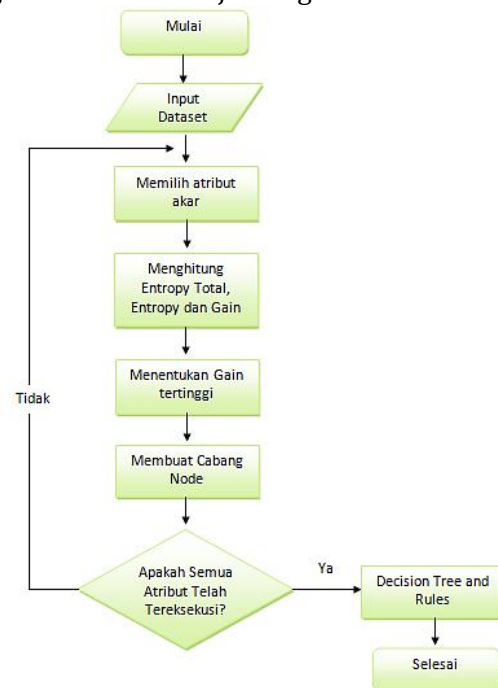 Mulai
Input
Dataset
Memilih atribut
akar
Menghitung
Entropy Total,
Entropy dan Gain
Menentukan Gain
tertinggi
Tidak
Membuat Cabang
Node
Apakah Semua
Atribut Telah
Tereksekusi?
Ya
Decision Tree and
Rules
Selesai